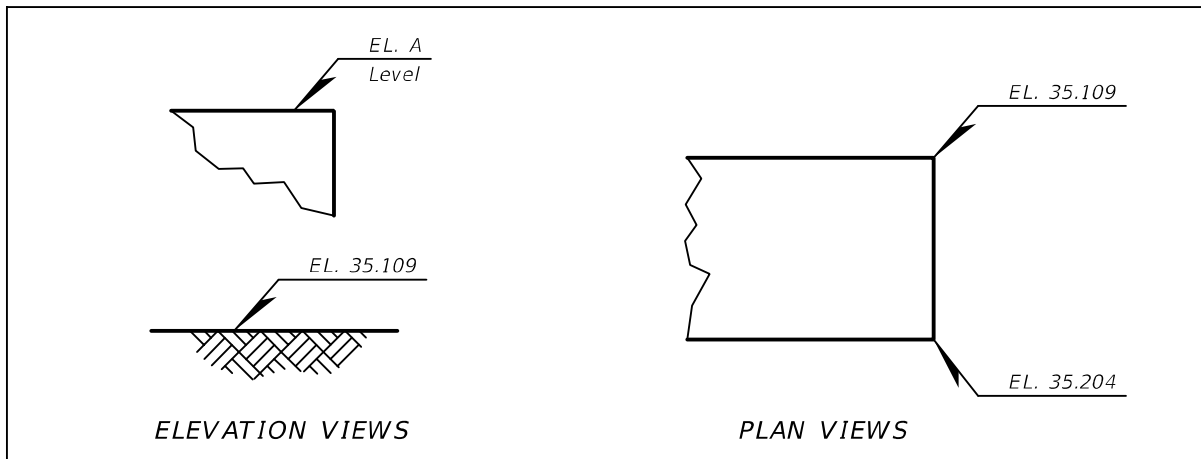 EL. A
Level
EL. 35.109
ELEVATION VIEWS
EL. 35.109
EL. 35.204
PLAN VIEWS